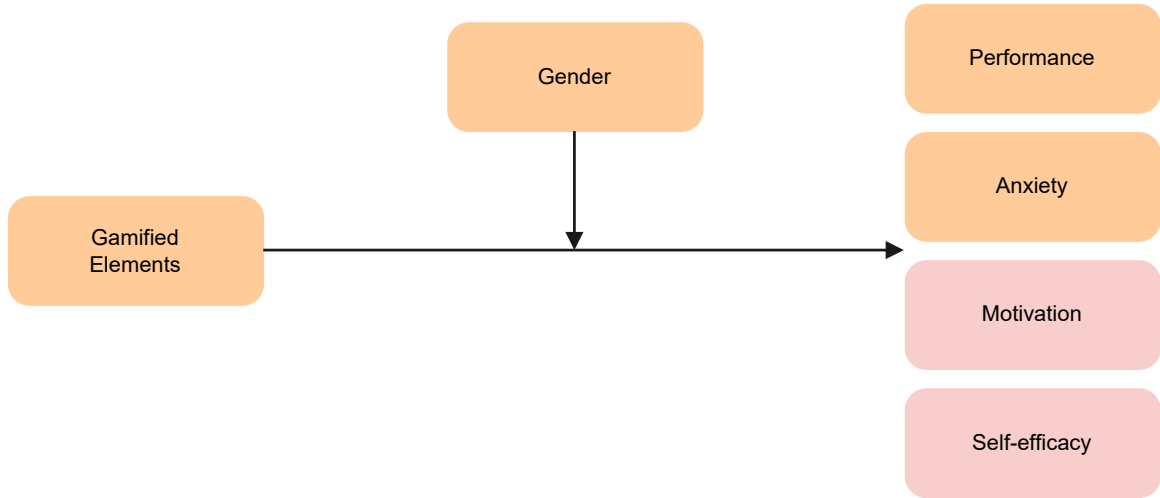 Performance
Gender
Anxiety
Gamified
Elements
Motivation
Self-efficacy